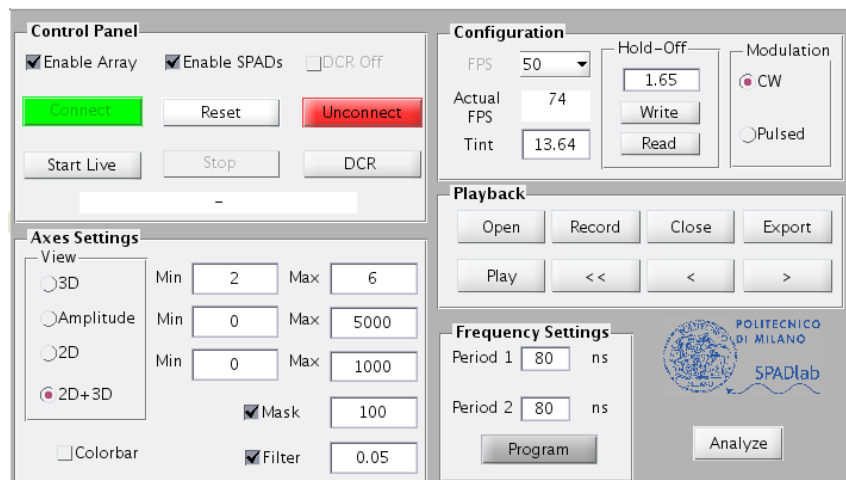 Control Panel
Enable Array Enable SPADs DCR Off
Connect Reset Unconnect
Start Live Stop DCR
–
Axes Settings
View
3D
Amplitude
2D
2D+3D
Min 2 Max 6
Min 0 Max 5000
Min 0 Max 1000
Mask 100
Colorbar Filter 0.05
Configuration
FPS 50
Actual FPS 74
Tint 13.64
Hold-Off
1.65
Write
Read
Modulation
CW
Pulsed
Playback
Open Record Close Export
Play << < >
Frequency Settings
Period 1 80 ns
Period 2 80 ns
Program
POLITECNICO
DI MILANO
SPADlab
Analyze